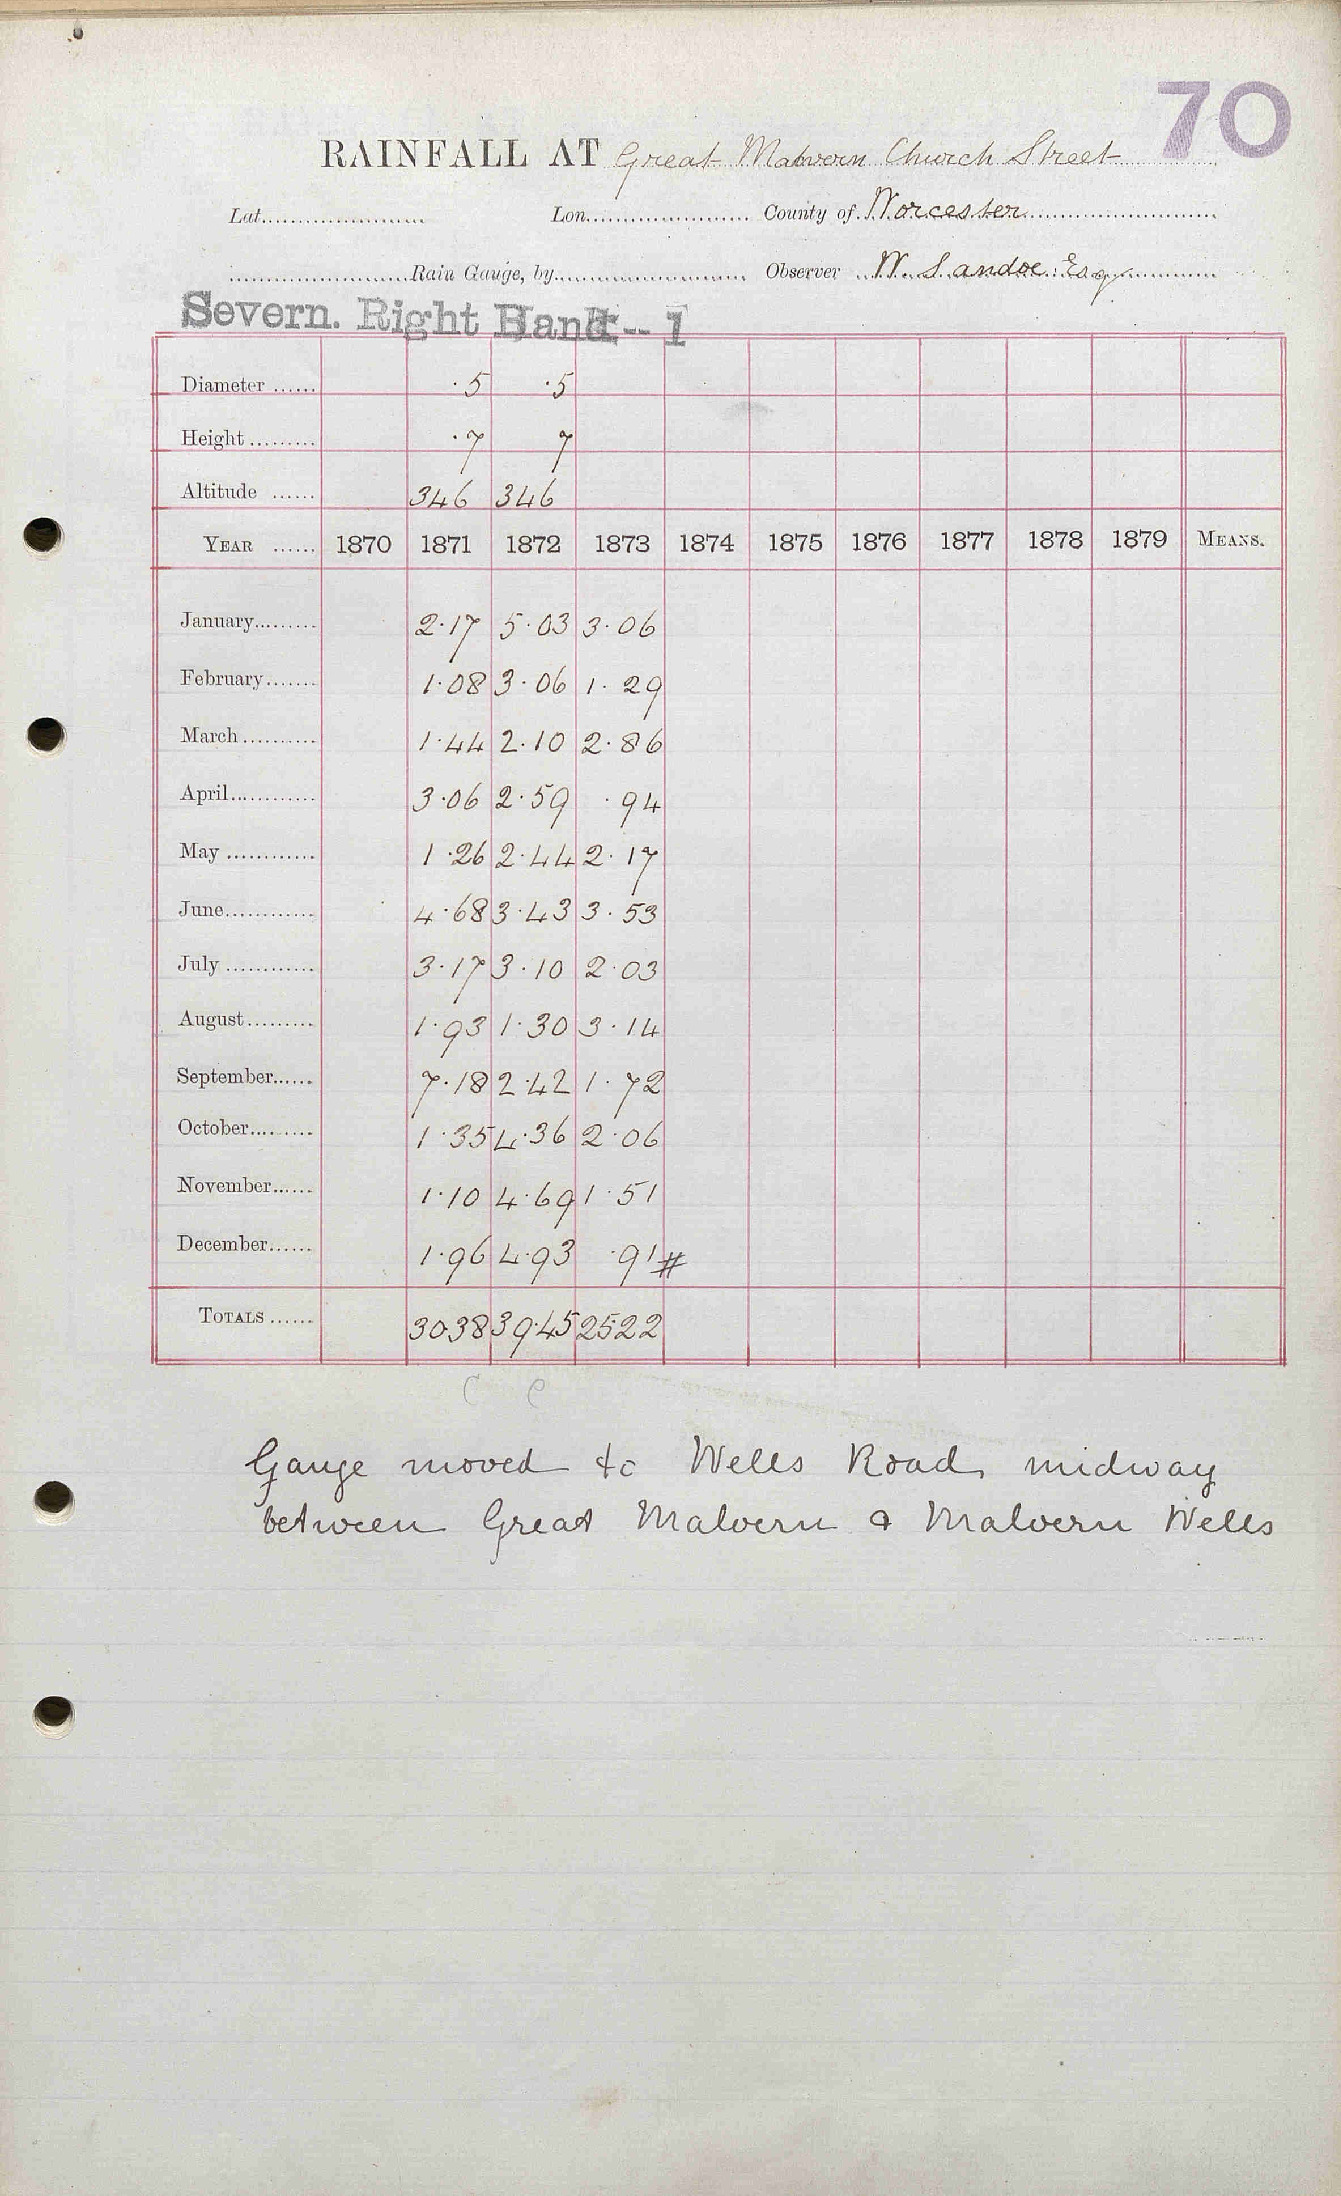 70
RAINFALL AT Great Malvern Church Street
Lat. Lon. County of Worcester
Rain Gauge, by Observer W. Sandoe Esq
Severn. Right Bank -- 1
Diameter ...... ·5 ·5
Height ......... ·7 7
Altitude ...... 346 346
YEAR ...... 1870 1871 1872 1873 1874 1875 1876 1877 1878 1879 MEANS.
January......... 2·17 5·03 3·06
February....... 1·08 3·06 1·29
March .......... 1·44 2·10 2·86
April............ 3·06 2·59 ·94
May ............ 1·26 2·44 2·17
June............ 4·68 3·43 3·53
July ............ 3·17 3·10 2·03
August......... 1·93 1·30 3·14
September...... 7·18 2·42 1·72
October......... 1·35 4·36 2·06
November...... 1·10 4·69 1·51
December...... 1·96 4·93 ·91#
TOTALS ...... 30·38 39·45 25·22
C C
Gauge moved to Wells Road, midway
between Great Malvern & Malvern Wells